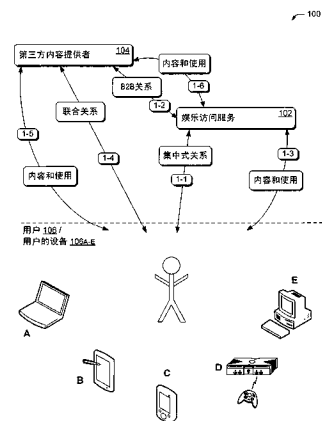 100
第三方内容提供者 104
内容和使用
B2B关系
1-6
联合关系
1-2
娱乐访问服务 102
1-5
1-4
集中式关系
1-3
内容和使用
1-1
内容和使用
用户 106 /
用户的设备 106A-E
E
A
D
B
C